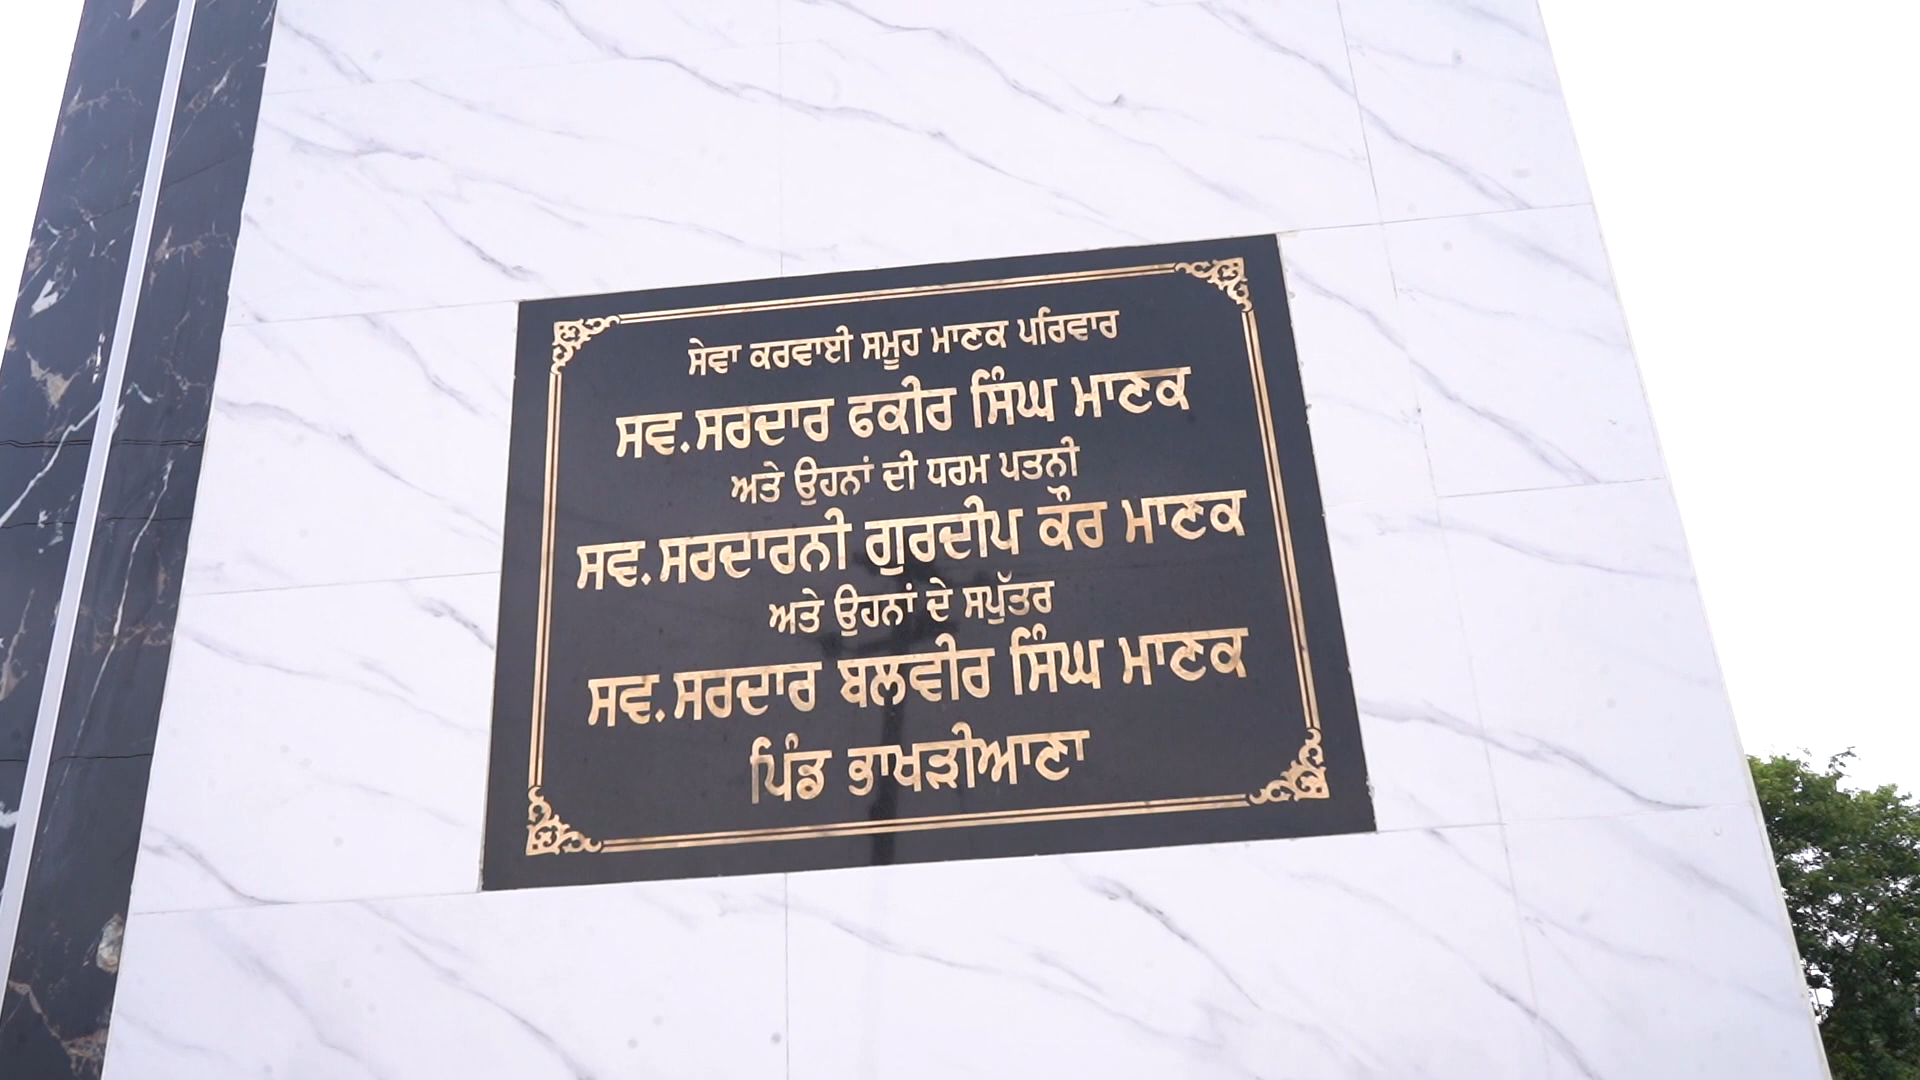 ਸੇਵਾ ਕਰਵਾਈ ਸਮੂਹ ਮਾਣਕ ਪਰਿਵਾਰ
ਸਵ. ਸਰਦਾਰ ਫਕੀਰ ਸਿੰਘ ਮਾਣਕ
ਅਤੇ ਉਹਨਾਂ ਦੀ ਧਰਮ ਪਤਨੀ
ਸਵ. ਸਰਦਾਰਨੀ ਗੁਰਦੀਪ ਕੌਰ ਮਾਣਕ
ਅਤੇ ਉਹਨਾਂ ਦੇ ਸਪੁੱਤਰ
ਸਵ. ਸਰਦਾਰ ਬਲਵੀਰ ਸਿੰਘ ਮਾਣਕ
ਪਿੰਡ ਭਾਖੜੀਆਣਾ